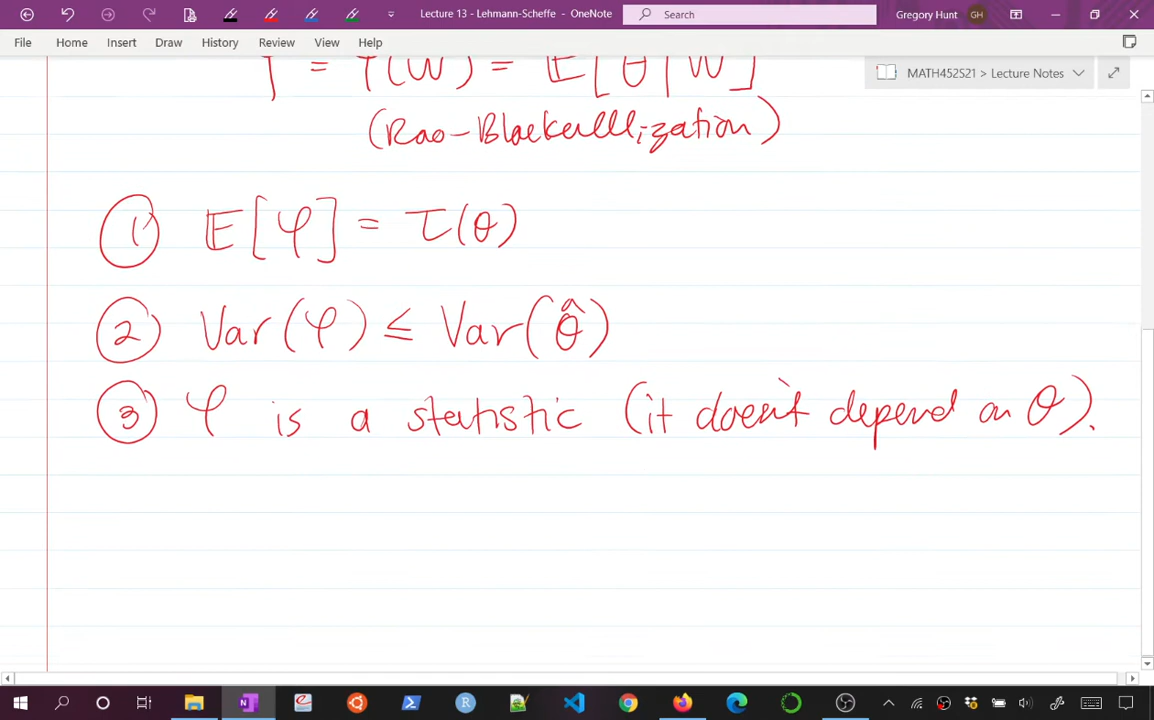 Lecture 13 - Lehmann-Scheffe - OneNote
Search
Gregory Hunt
GH
File Home Insert Draw History Review View Help
MATH452S21 > Lecture Notes
φ = φ(W) = E[θ̂|W]
(Rao-Blackwelllization)
① E[φ] = τ(θ)
② Var(φ) ≤ Var(θ̂)
③ φ is a statistic (it doesn't depend on θ).